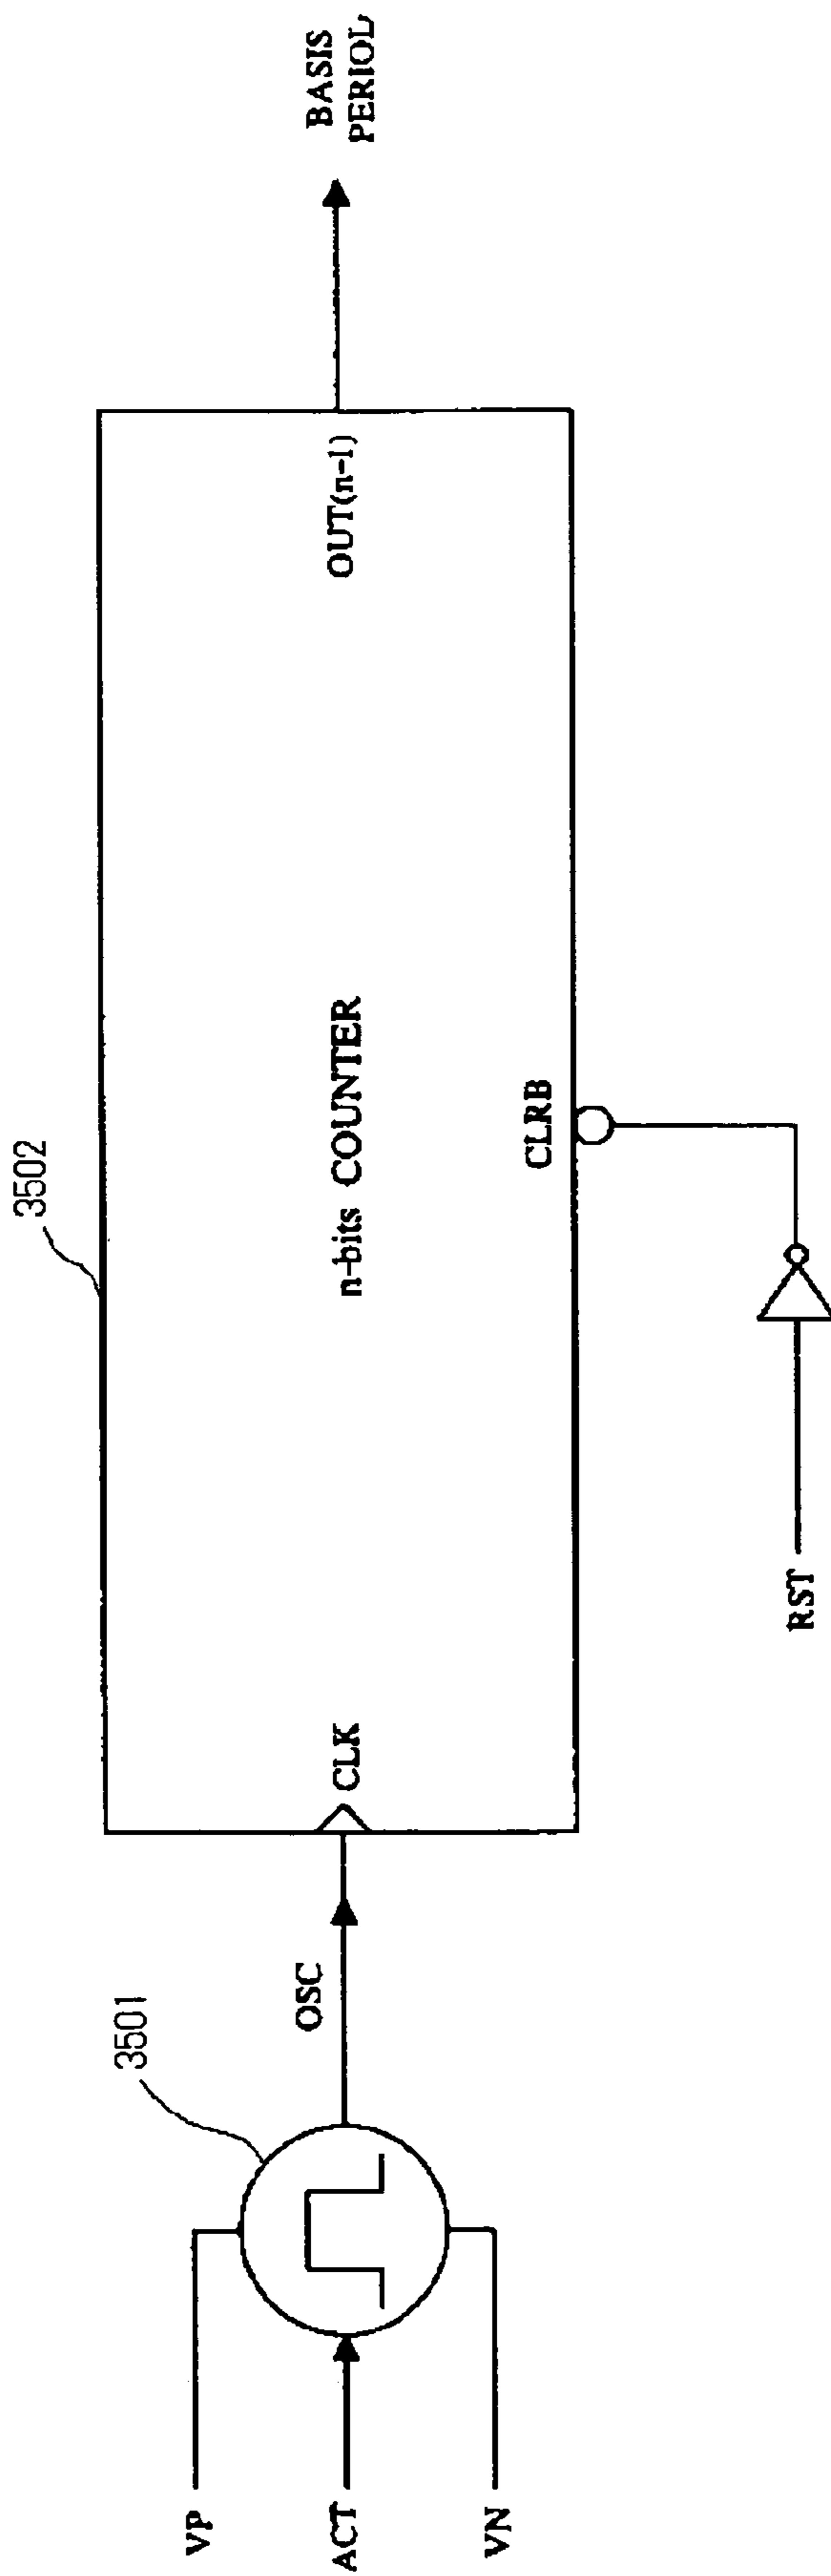 3502
3501
VP
ACT
VN
OSC
CLK
n-bits COUNTER
CLRB
OUT(n-1)
BASIS
PERIOL
RST